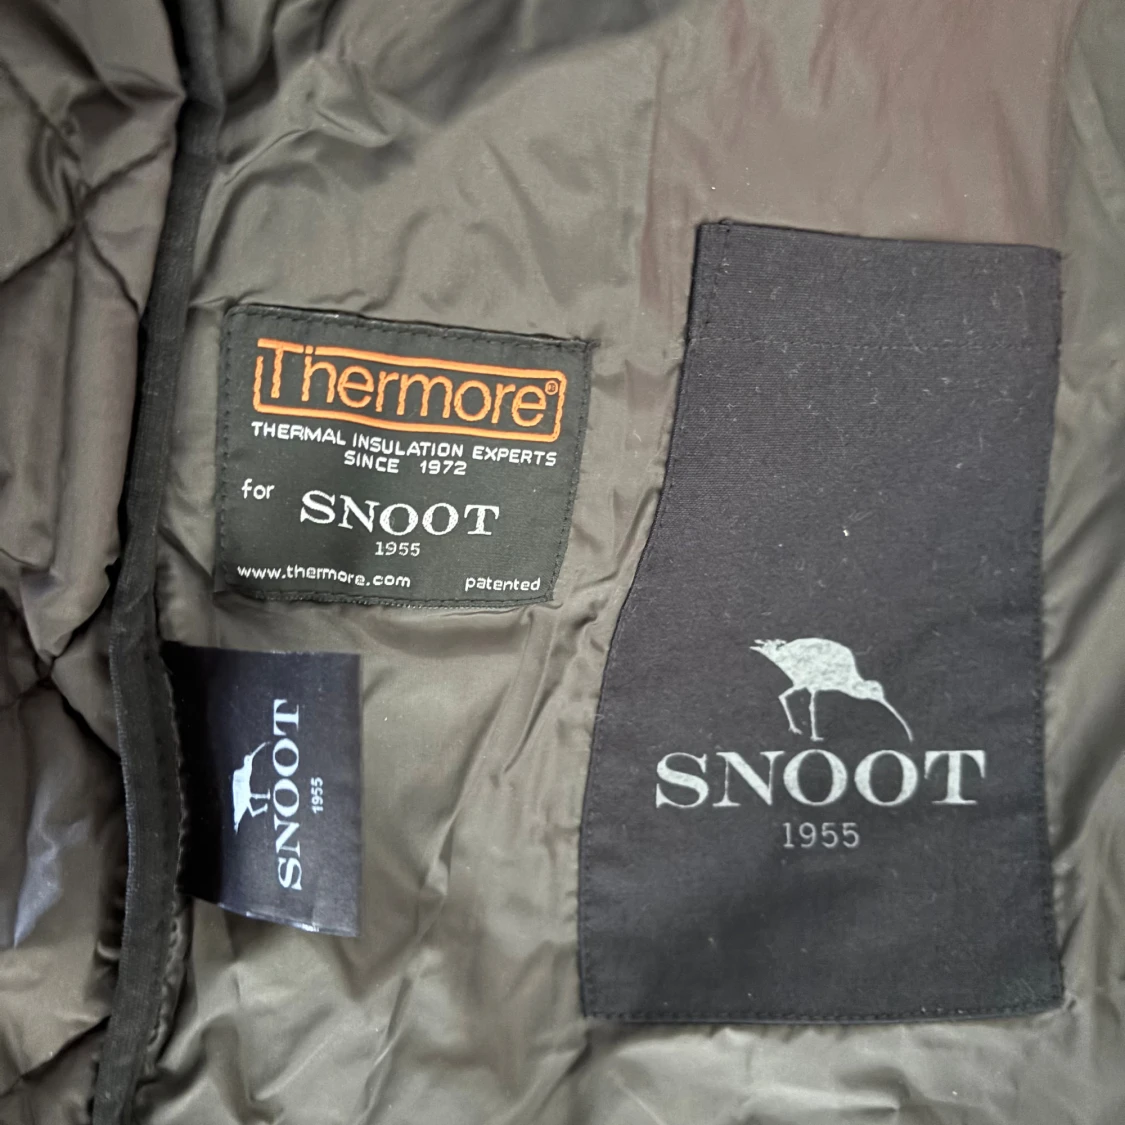 Thermore®
THERMAL INSULATION EXPERTS
SINCE 1972
for SNOOT
1955
www.thermore.com patented
SNOOT
1955
SNOOT
1955